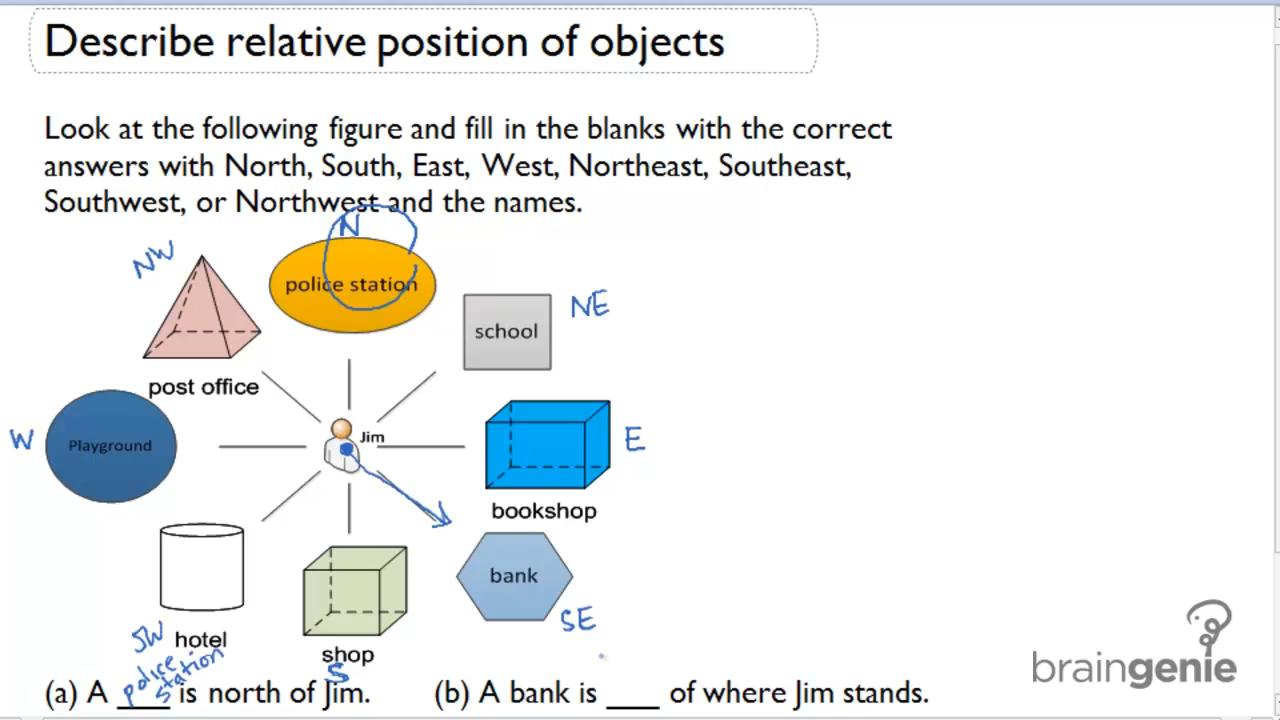 Describe relative position of objects
Look at the following figure and fill in the blanks with the correct
answers with North, South, East, West, Northeast, Southeast,
Southwest, or Northwest and the names.
N
NW
police station
NE
school
post office
W
Playground
Jim
E
bookshop
bank
SE
SW
hotel
shop
S
police
station
(a) A ____ is north of Jim.
(b) A bank is ____ of where Jim stands.
braingenie